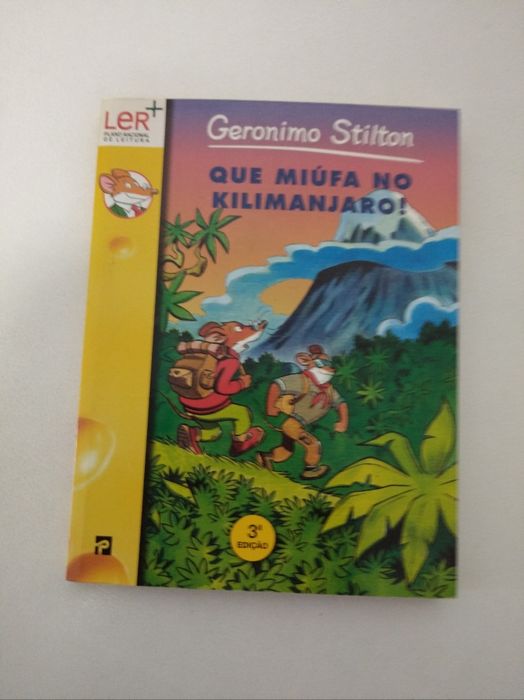 LeR+
PLANO NACIONAL
DE LEITURA
Geronimo Stilton
QUE MIÚFA NO
KILIMANJARO!
3ª
EDIÇÃO